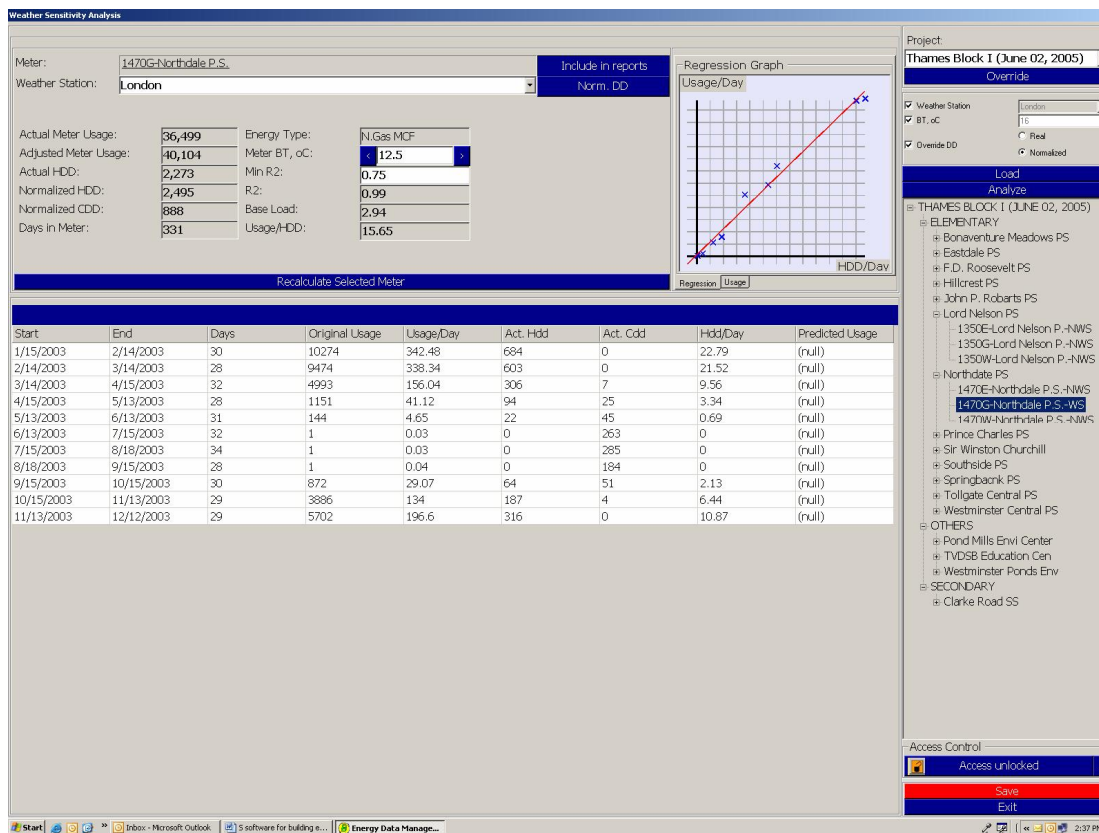 Weather Sensitivity Analysis
Meter: 1470G-Northdale P.S.
Include in reports
Weather Station: London
Norm. DD
Actual Meter Usage: 36,499 Energy Type: N.Gas MCF
Adjusted Meter Usage: 40,104 Meter BT, oC: < 12.5 >
Actual HDD: 2,273 Min R2: 0.75
Normalized HDD: 2,495 R2: 0.99
Normalized CDD: 888 Base Load: 2.94
Days in Meter: 331 Usage/HDD: 15.65
Recalculate Selected Meter
Regression Graph
Usage/Day
HDD/Day
Regression Usage
Start End Days Original Usage Usage/Day Act. Hdd Act. Cdd Hdd/Day Predicted Usage
1/15/2003 2/14/2003 30 10274 342.48 684 0 22.79 (null)
2/14/2003 3/14/2003 28 9474 338.34 603 0 21.52 (null)
3/14/2003 4/15/2003 32 4993 156.04 306 7 9.56 (null)
4/15/2003 5/13/2003 28 1151 41.12 94 25 3.34 (null)
5/13/2003 6/13/2003 31 144 4.65 22 45 0.69 (null)
6/13/2003 7/15/2003 32 1 0.03 0 263 0 (null)
7/15/2003 8/18/2003 34 1 0.03 0 285 0 (null)
8/18/2003 9/15/2003 28 1 0.04 0 184 0 (null)
9/15/2003 10/15/2003 30 872 29.07 64 51 2.13 (null)
10/15/2003 11/13/2003 29 3886 134 187 4 6.44 (null)
11/13/2003 12/12/2003 29 5702 196.6 316 0 10.87 (null)
Project:
Thames Block I (June 02, 2005)
Override
Weather Station London
BT, oC 16
Override DD
Real
Normalized
Load
Analyze
THAMES BLOCK I (JUNE 02, 2005)
ELEMENTARY
Bonaventure Meadows PS
Eastdale PS
F.D. Roosevelt PS
Hillcrest PS
John P. Robarts PS
Lord Nelson PS
1350E-Lord Nelson P.-NWS
1350G-Lord Nelson P.-NWS
1350W-Lord Nelson P.-NWS
Northdate PS
1470E-Northdale P.S.-NWS
1470G-Northdale P.S.-WS
1470W-Northdale P.S.-NWS
Prince Charles PS
Sir Winston Churchill
Southside PS
Springbacnk PS
Tollgate Central PS
Westminster Central PS
OTHERS
Pond Mills Envi Center
TVDSB Education Cen
Westminster Ponds Env
SECONDARY
Clarke Road SS
Access Control
Access unlocked
Save
Exit
Start » Inbox - Microsoft Outlook 5 software for building e... Energy Data Manage... « 2:37 PM